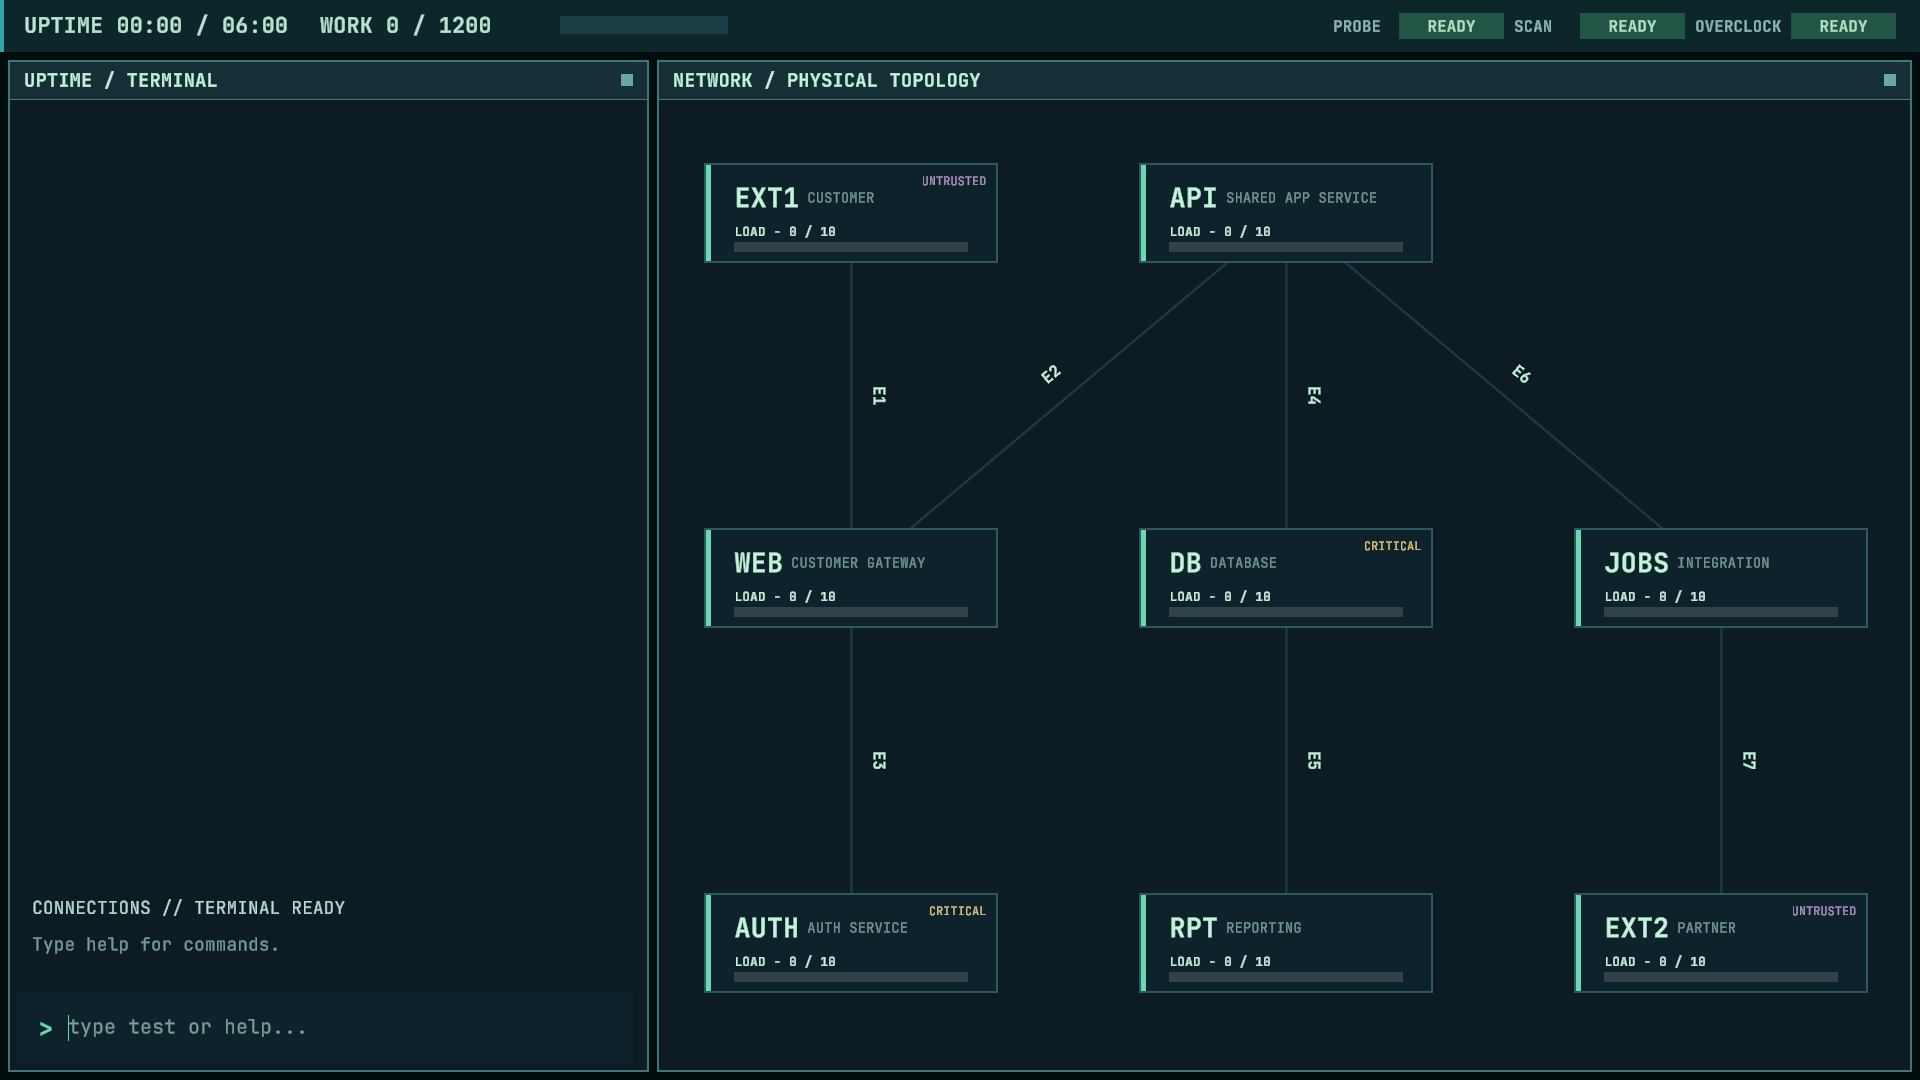 UPTIME 00:00 / 06:00 WORK 0 / 1200 PROBE READY SCAN READY OVERCLOCK READY
UPTIME / TERMINAL
CONNECTIONS // TERMINAL READY
Type help for commands.
> type test or help...
NETWORK / PHYSICAL TOPOLOGY
UNTRUSTED
EXT1 CUSTOMER
LOAD - 0 / 10
API SHARED APP SERVICE
LOAD - 0 / 10
E1
E2
E4
E6
WEB CUSTOMER GATEWAY
LOAD - 0 / 10
CRITICAL
DB DATABASE
LOAD - 0 / 10
JOBS INTEGRATION
LOAD - 0 / 10
E3
E5
E7
CRITICAL
AUTH AUTH SERVICE
LOAD - 0 / 10
RPT REPORTING
LOAD - 0 / 10
UNTRUSTED
EXT2 PARTNER
LOAD - 0 / 10